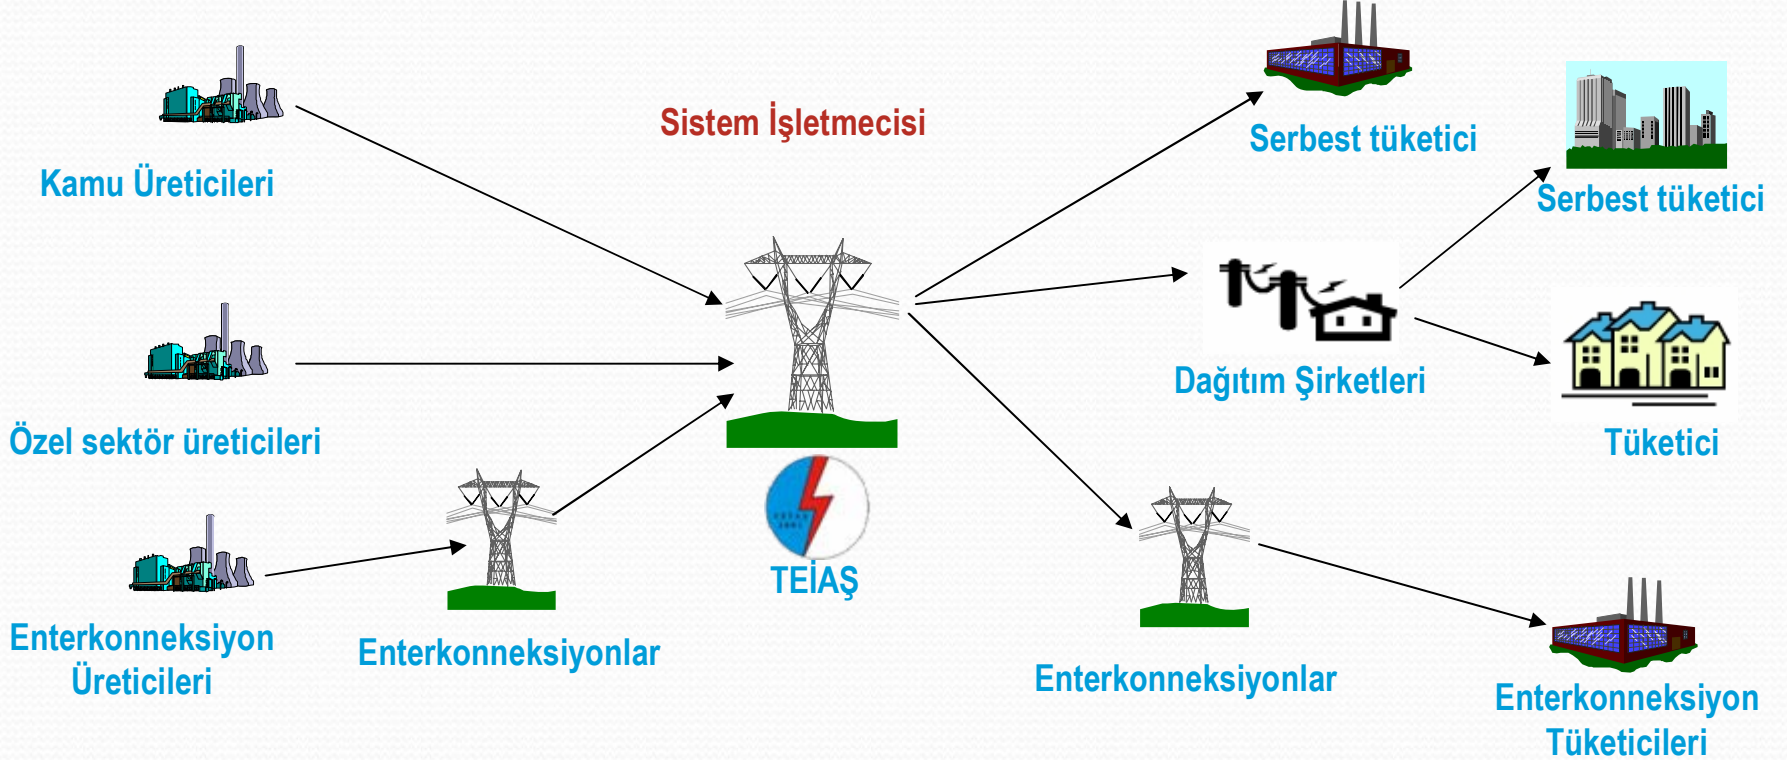 Sistem İşletmecisi
Kamu Üreticileri
Serbest tüketici
Serbest tüketici
Özel sektör üreticileri
Dağıtım Şirketleri
Tüketici
TEİAŞ
Enterkonneksiyon
Üreticileri
Enterkonneksiyonlar
Enterkonneksiyonlar
Enterkonneksiyon
Tüketicileri